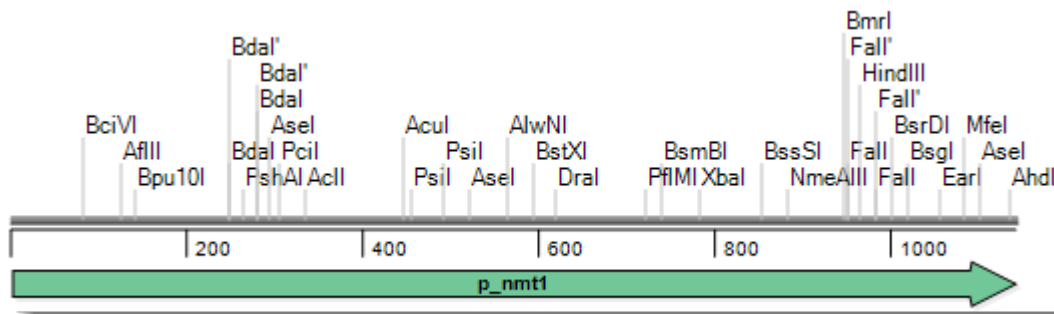 BmrI
BdaI' FalI'
BdaI' HindIII
BdaI FalI'
BciVI AseI AcuI AlwNI BsrDI MfeI
AflII BdaI PciI PsiI BstXI BsmBI BssSI FalI BsgI AseI
Bpu10I PshAI AclI PsiI AseI DraI PflMI XbaI NmeAIII FalI EarI AhdI
200 400 600 800 1000
p_nmt1